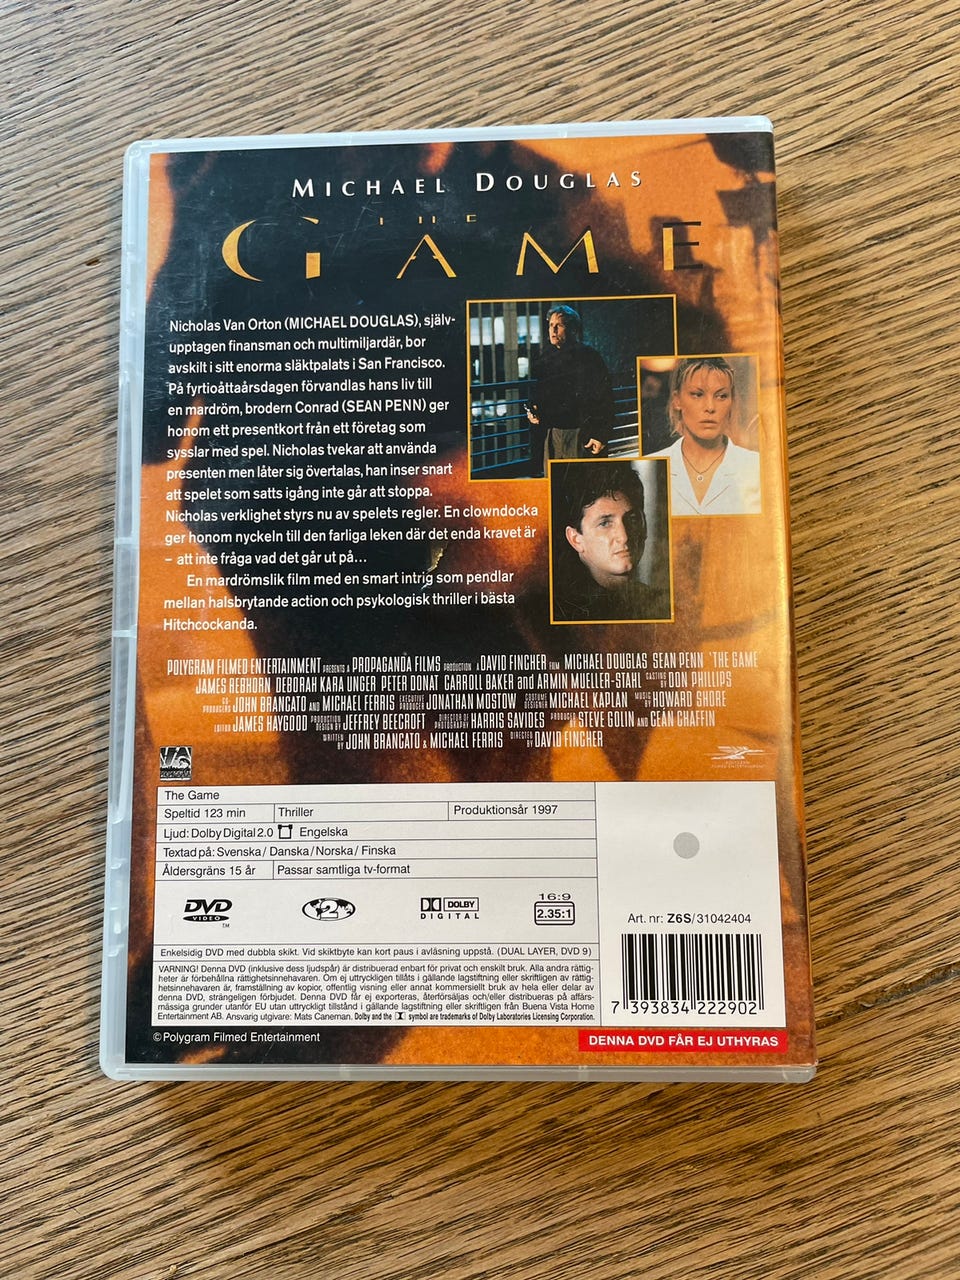 MICHAEL DOUGLAS
THE
GAME
Nicholas Van Orton (MICHAEL DOUGLAS), själv-
upptagen finansman och multimiljardär, bor
avskilt i sitt enorma släktpalats i San Francisco.
På fyrtioåttaårsdagen förvandlas hans liv till
en mardröm, brodern Conrad (SEAN PENN) ger
honom ett presentkort från ett företag som
sysslar med spel. Nicholas tvekar att använda
presenten men låter sig övertalas, han inser snart
att spelet som satts igång inte går att stoppa.
Nicholas verklighet styrs nu av spelets regler. En clowndocka
ger honom nyckeln till den farliga leken där det enda kravet är
– att inte fråga vad det går ut på...
En mardrömslik film med en smart intrig som pendlar
mellan halsbrytande action och psykologisk thriller i bästa
Hitchcockanda.
POLYGRAM FILMED ENTERTAINMENT PRESENTS A PROPAGANDA FILMS PRODUCTION A DAVID FINCHER FILM MICHAEL DOUGLAS SEAN PENN 'THE GAME'
JAMES REBHORN DEBORAH KARA UNGER PETER DONAT CARROLL BAKER and ARMIN MUELLER-STAHL CASTING BY DON PHILLIPS
CO-PRODUCERS JOHN BRANCATO AND MICHAEL FERRIS EXECUTIVE PRODUCER JONATHAN MOSTOW COSTUME DESIGNER MICHAEL KAPLAN MUSIC BY HOWARD SHORE
EDITOR JAMES HAYGOOD PRODUCTION DESIGN BY JEFFREY BEECROFT DIRECTOR OF PHOTOGRAPHY HARRIS SAVIDES PRODUCED BY STEVE GOLIN AND CEAN CHAFFIN
WRITTEN BY JOHN BRANCATO & MICHAEL FERRIS DIRECTED BY DAVID FINCHER
POLYGRAM
FILMED ENTERTAINMENT
The Game
Speltid 123 min Thriller Produktionsår 1997
Ljud: Dolby Digital 2.0 Engelska
Textad på: Svenska / Danska / Norska / Finska
Åldersgräns 15 år Passar samtliga tv-format
DVD
VIDEO
TM
2
DOLBY
DIGITAL
16:9
2.35:1
Art. nr: Z6S/31042404
Enkelsidig DVD med dubbla skikt. Vid skiktbyte kan kort paus i avläsning uppstå. (DUAL LAYER, DVD 9)
VARNING! Denna DVD (inklusive dess ljudspår) är distribuerad enbart för privat och enskilt bruk. Alla andra rättig-
heter är förbehållna rättighetsinnehavaren. Om ej uttryckligen tillåts i gällande lagstiftning eller skriftligen av rättig-
hetsinnehavaren, är framställning av kopior, offentlig visning eller annat kommersiellt bruk av hela eller delar av
denna DVD, strängeligen förbjudet. Denna DVD får ej exporteras, återförsäljas och/eller distribueras på affärs-
mässiga grunder utanför EU utan uttryckligt tillstånd i gällande lagstiftning eller skriftligen från Buena Vista Home
Entertainment AB. Ansvarig utgivare: Mats Caneman. Dolby and the symbol are trademarks of Dolby Laboratories Licensing Corporation.
7 393834 222902
© Polygram Filmed Entertainment
DENNA DVD FÅR EJ UTHYRAS